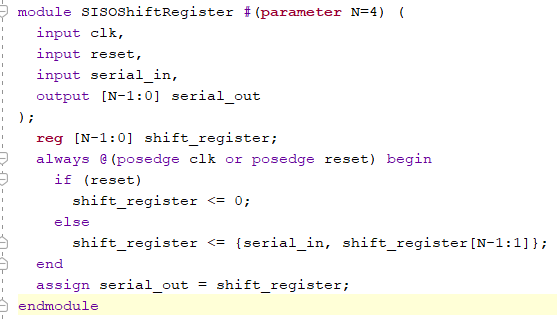 module SISOShiftRegister #(parameter N=4) (
  input clk,
  input reset,
  input serial_in,
  output [N-1:0] serial_out
);
  reg [N-1:0] shift_register;
  always @(posedge clk or posedge reset) begin
    if (reset)
      shift_register <= 0;
    else
      shift_register <= {serial_in, shift_register[N-1:1]};
  end
  assign serial_out = shift_register;
endmodule